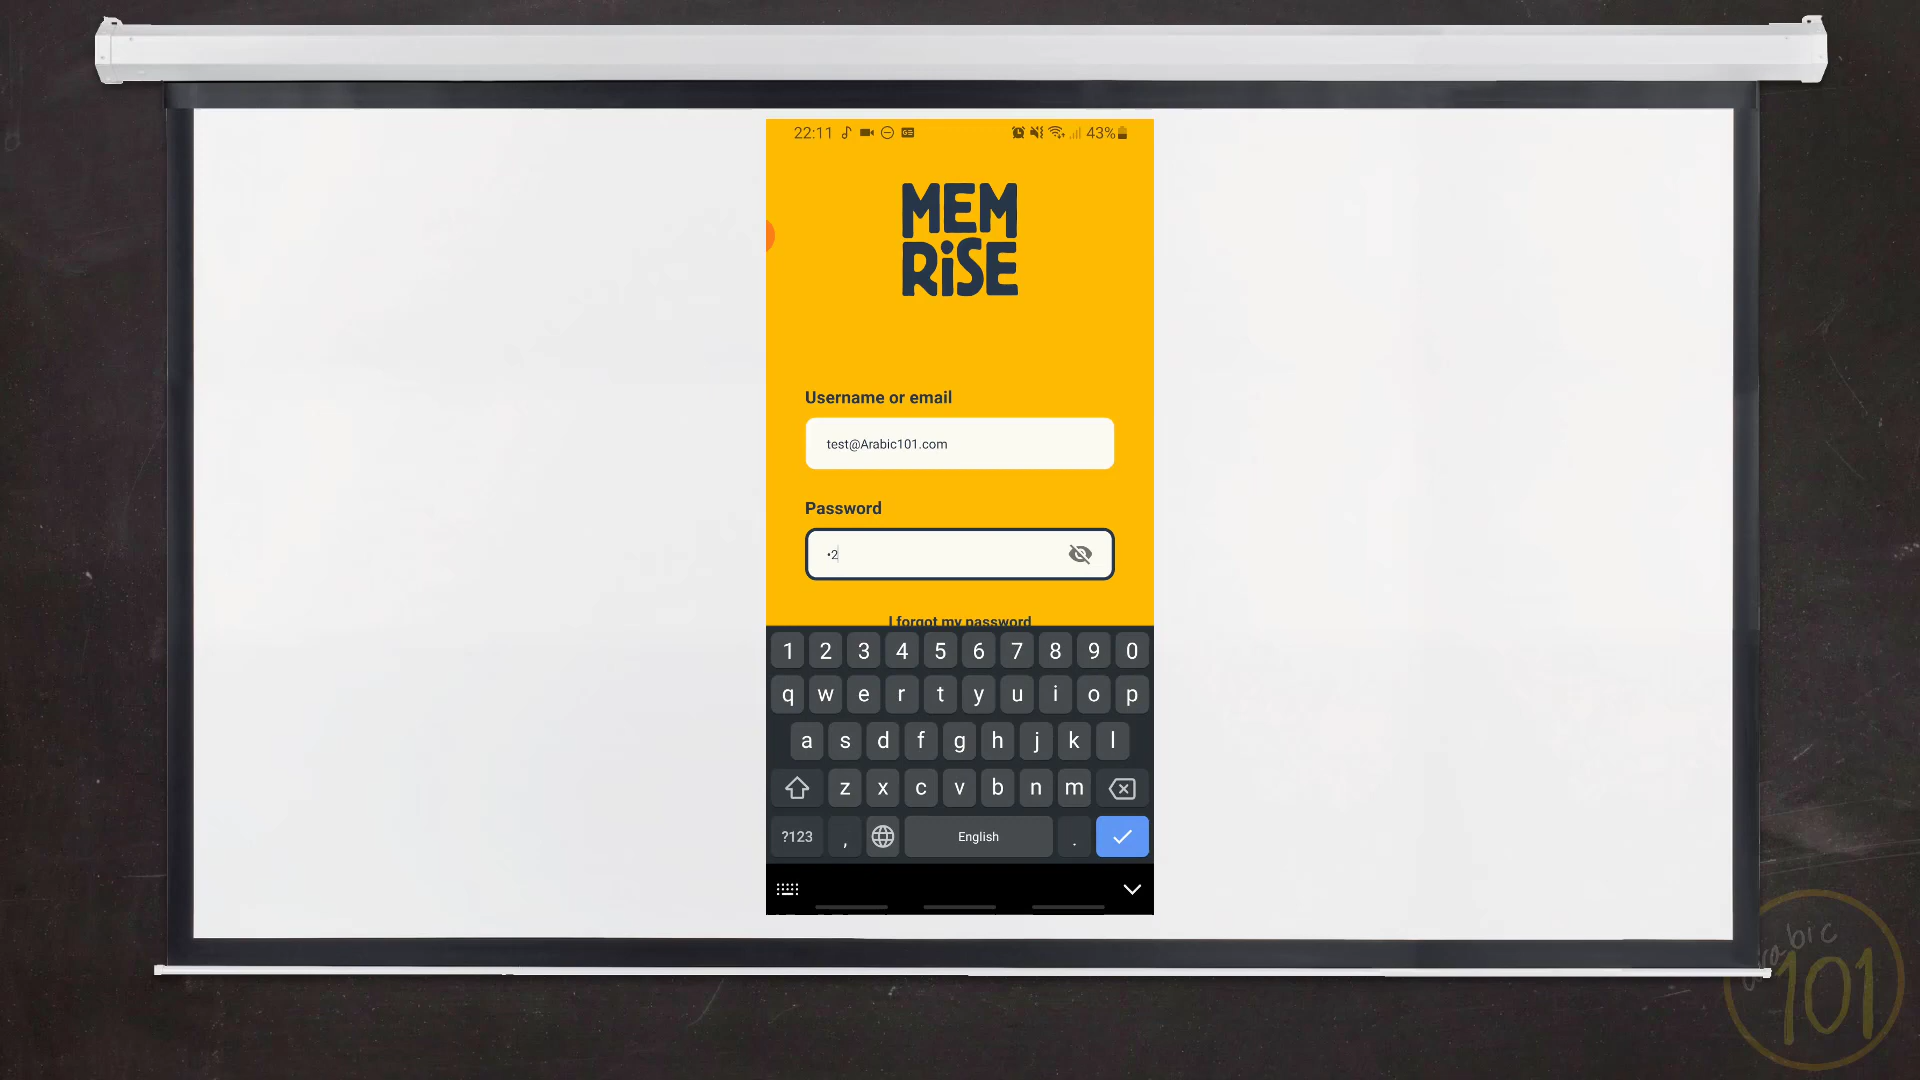 22:11 43%
MEM
RiSE
Username or email
test@Arabic101.com
Password
•2
I forgot my password
1 2 3 4 5 6 7 8 9 0
q w e r t y u i o p
a s d f g h j k l
z x c v b n m
?123 , English .
arabic
101